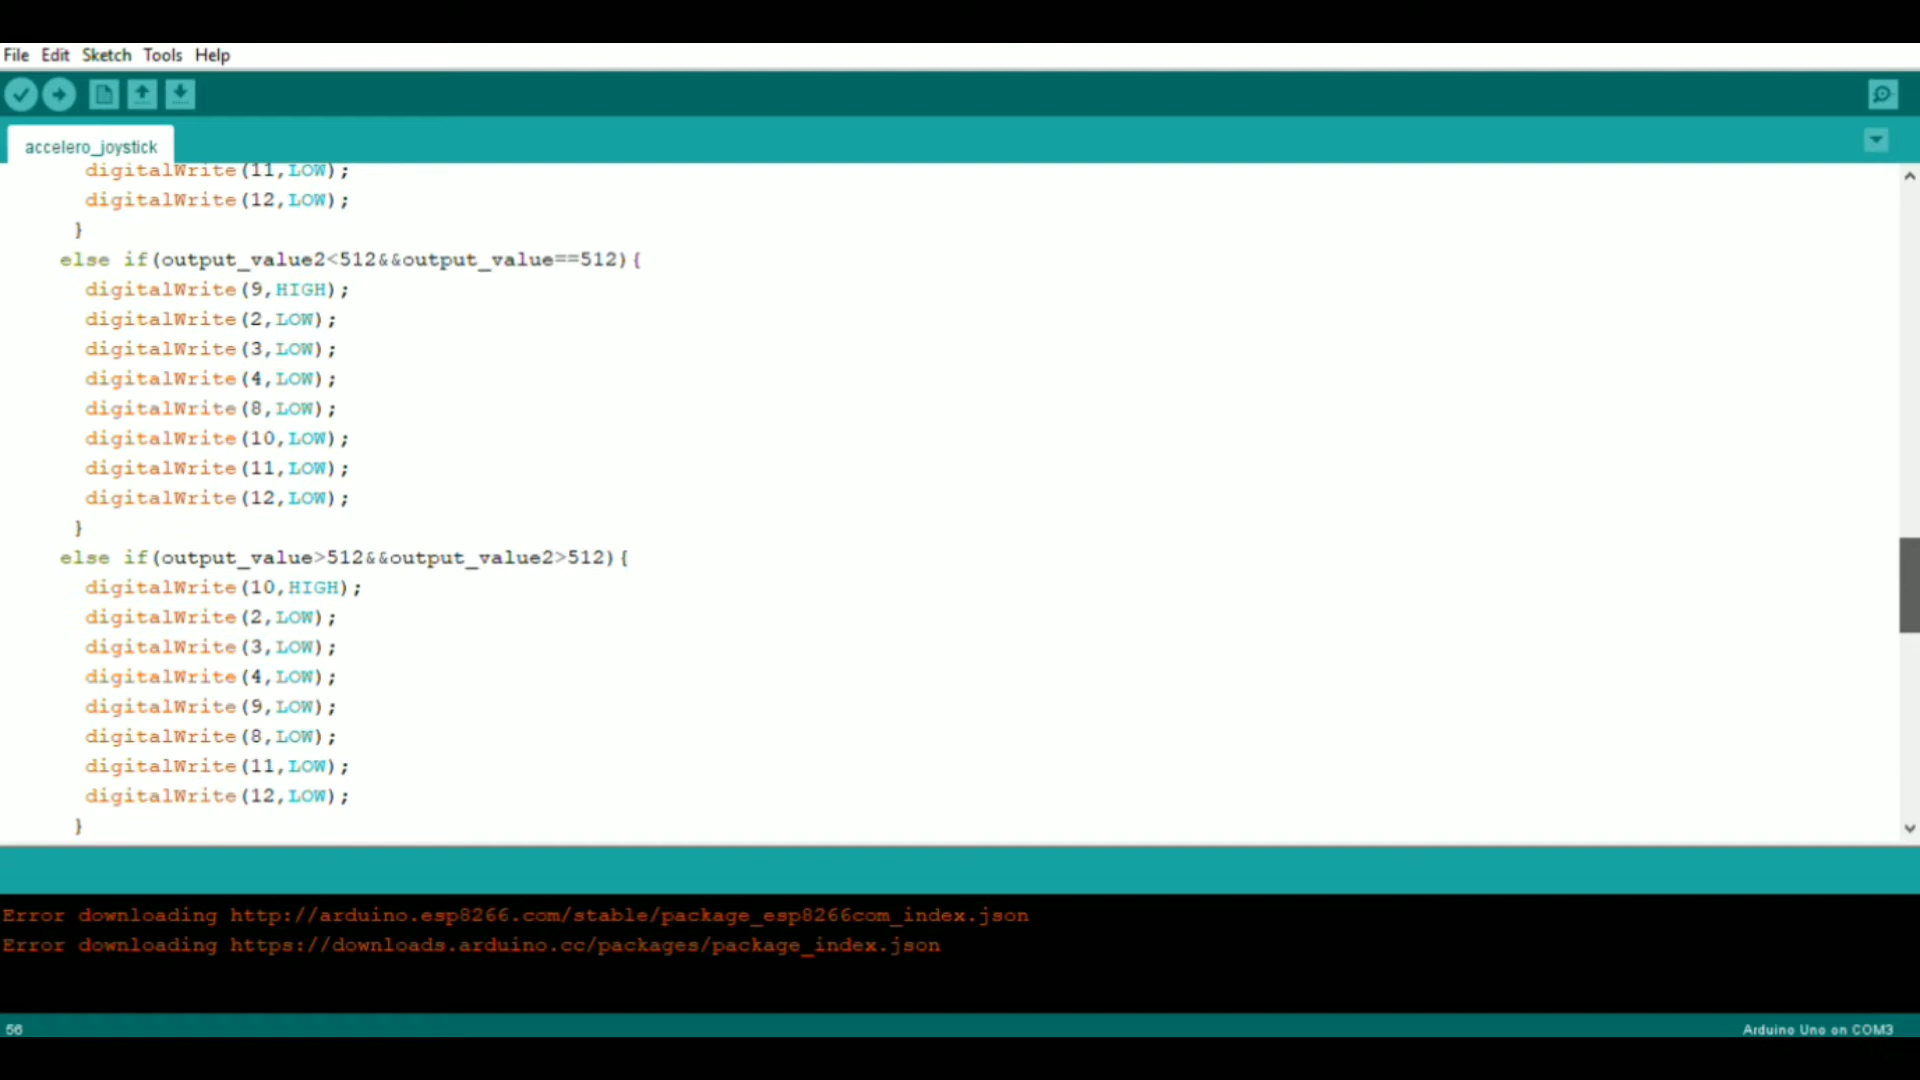 File Edit Sketch Tools Help
accelero_joystick
digitalWrite(11,LOW);
digitalWrite(12,LOW);
}
else if(output_value2<512&&output_value==512){
digitalWrite(9,HIGH);
digitalWrite(2,LOW);
digitalWrite(3,LOW);
digitalWrite(4,LOW);
digitalWrite(8,LOW);
digitalWrite(10,LOW);
digitalWrite(11,LOW);
digitalWrite(12,LOW);
}
else if(output_value>512&&output_value2>512){
digitalWrite(10,HIGH);
digitalWrite(2,LOW);
digitalWrite(3,LOW);
digitalWrite(4,LOW);
digitalWrite(9,LOW);
digitalWrite(8,LOW);
digitalWrite(11,LOW);
digitalWrite(12,LOW);
}
Error downloading http://arduino.esp8266.com/stable/package_esp8266com_index.json
Error downloading https://downloads.arduino.cc/packages/package_index.json
56
Arduino Uno on COM3